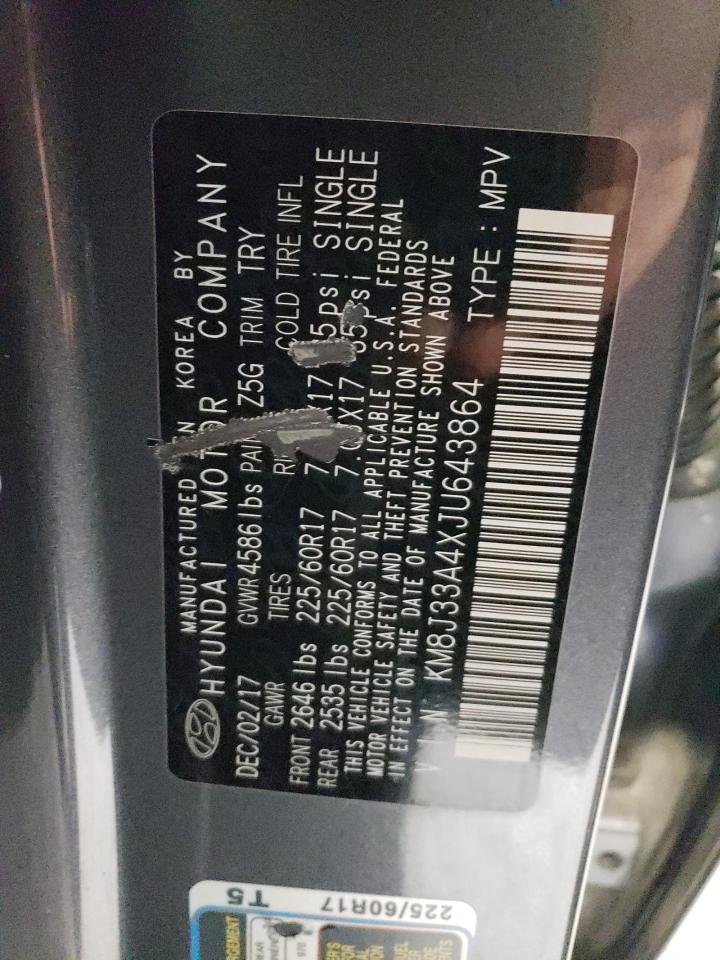 MANUFACTURED IN KOREA BY
HYUNDAI MOTOR COMPANY
DEC/02/17 GVWR 4586 lbs Z5G TRIM TRY
GAWR TIRES COLD TIRE INFL
FRONT 2646 lbs 225/60R17 SINGLE
REAR 2535 lbs 225/60R17 SINGLE
THIS VEHICLE CONFORMS TO ALL APPLICABLE U.S.A. FEDERAL
MOTOR VEHICLE SAFETY AND THEFT PREVENTION STANDARDS
IN EFFECT ON THE DATE OF MANUFACTURE SHOWN ABOVE
V I N KM8J33A4XJU643864 TYPE : MPV
225/60R17
T5